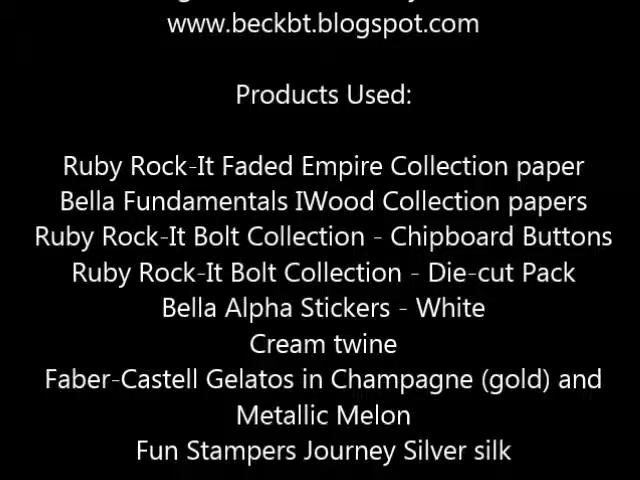 www.beckbt.blogspot.com
Products Used:
Ruby Rock-It Faded Empire Collection paper
Bella Fundamentals IWood Collection papers
Ruby Rock-It Bolt Collection - Chipboard Buttons
Ruby Rock-It Bolt Collection - Die-cut Pack
Bella Alpha Stickers - White
Cream twine
Faber-Castell Gelatos in Champagne (gold) and
Metallic Melon
Fun Stampers Journey Silver silk